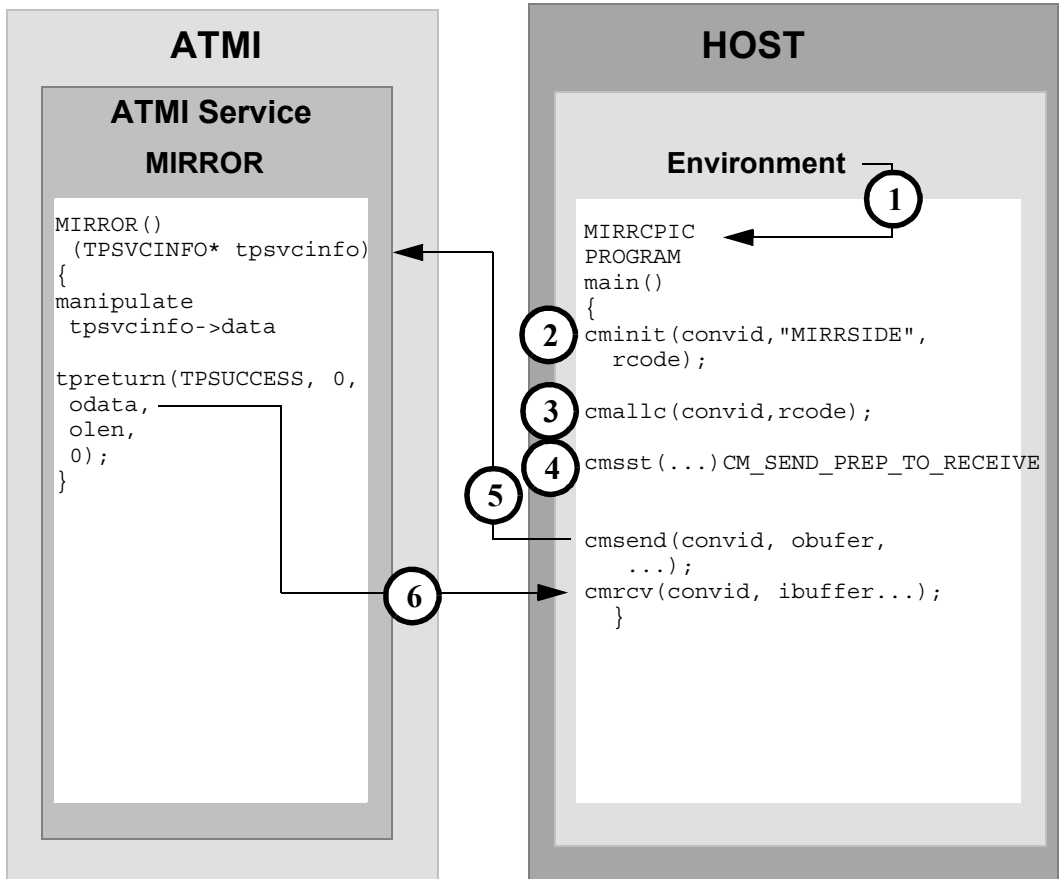 ATMI
ATMI Service
MIRROR
MIRROR()
(TPSVCINFO* tpsvcinfo)
{
manipulate
tpsvcinfo->data
tpreturn(TPSUCCESS, 0,
odata,
olen,
0);
}
HOST
Environment
1
MIRRCPIC
PROGRAM
main()
{
2
cminit(convid,"MIRRSIDE",
rcode);
3
cmallc(convid,rcode);
4
cmsst(...)CM_SEND_PREP_TO_RECEIVE
5
cmsend(convid, obufer,
...);
6
cmrcv(convid, ibuffer...);
}